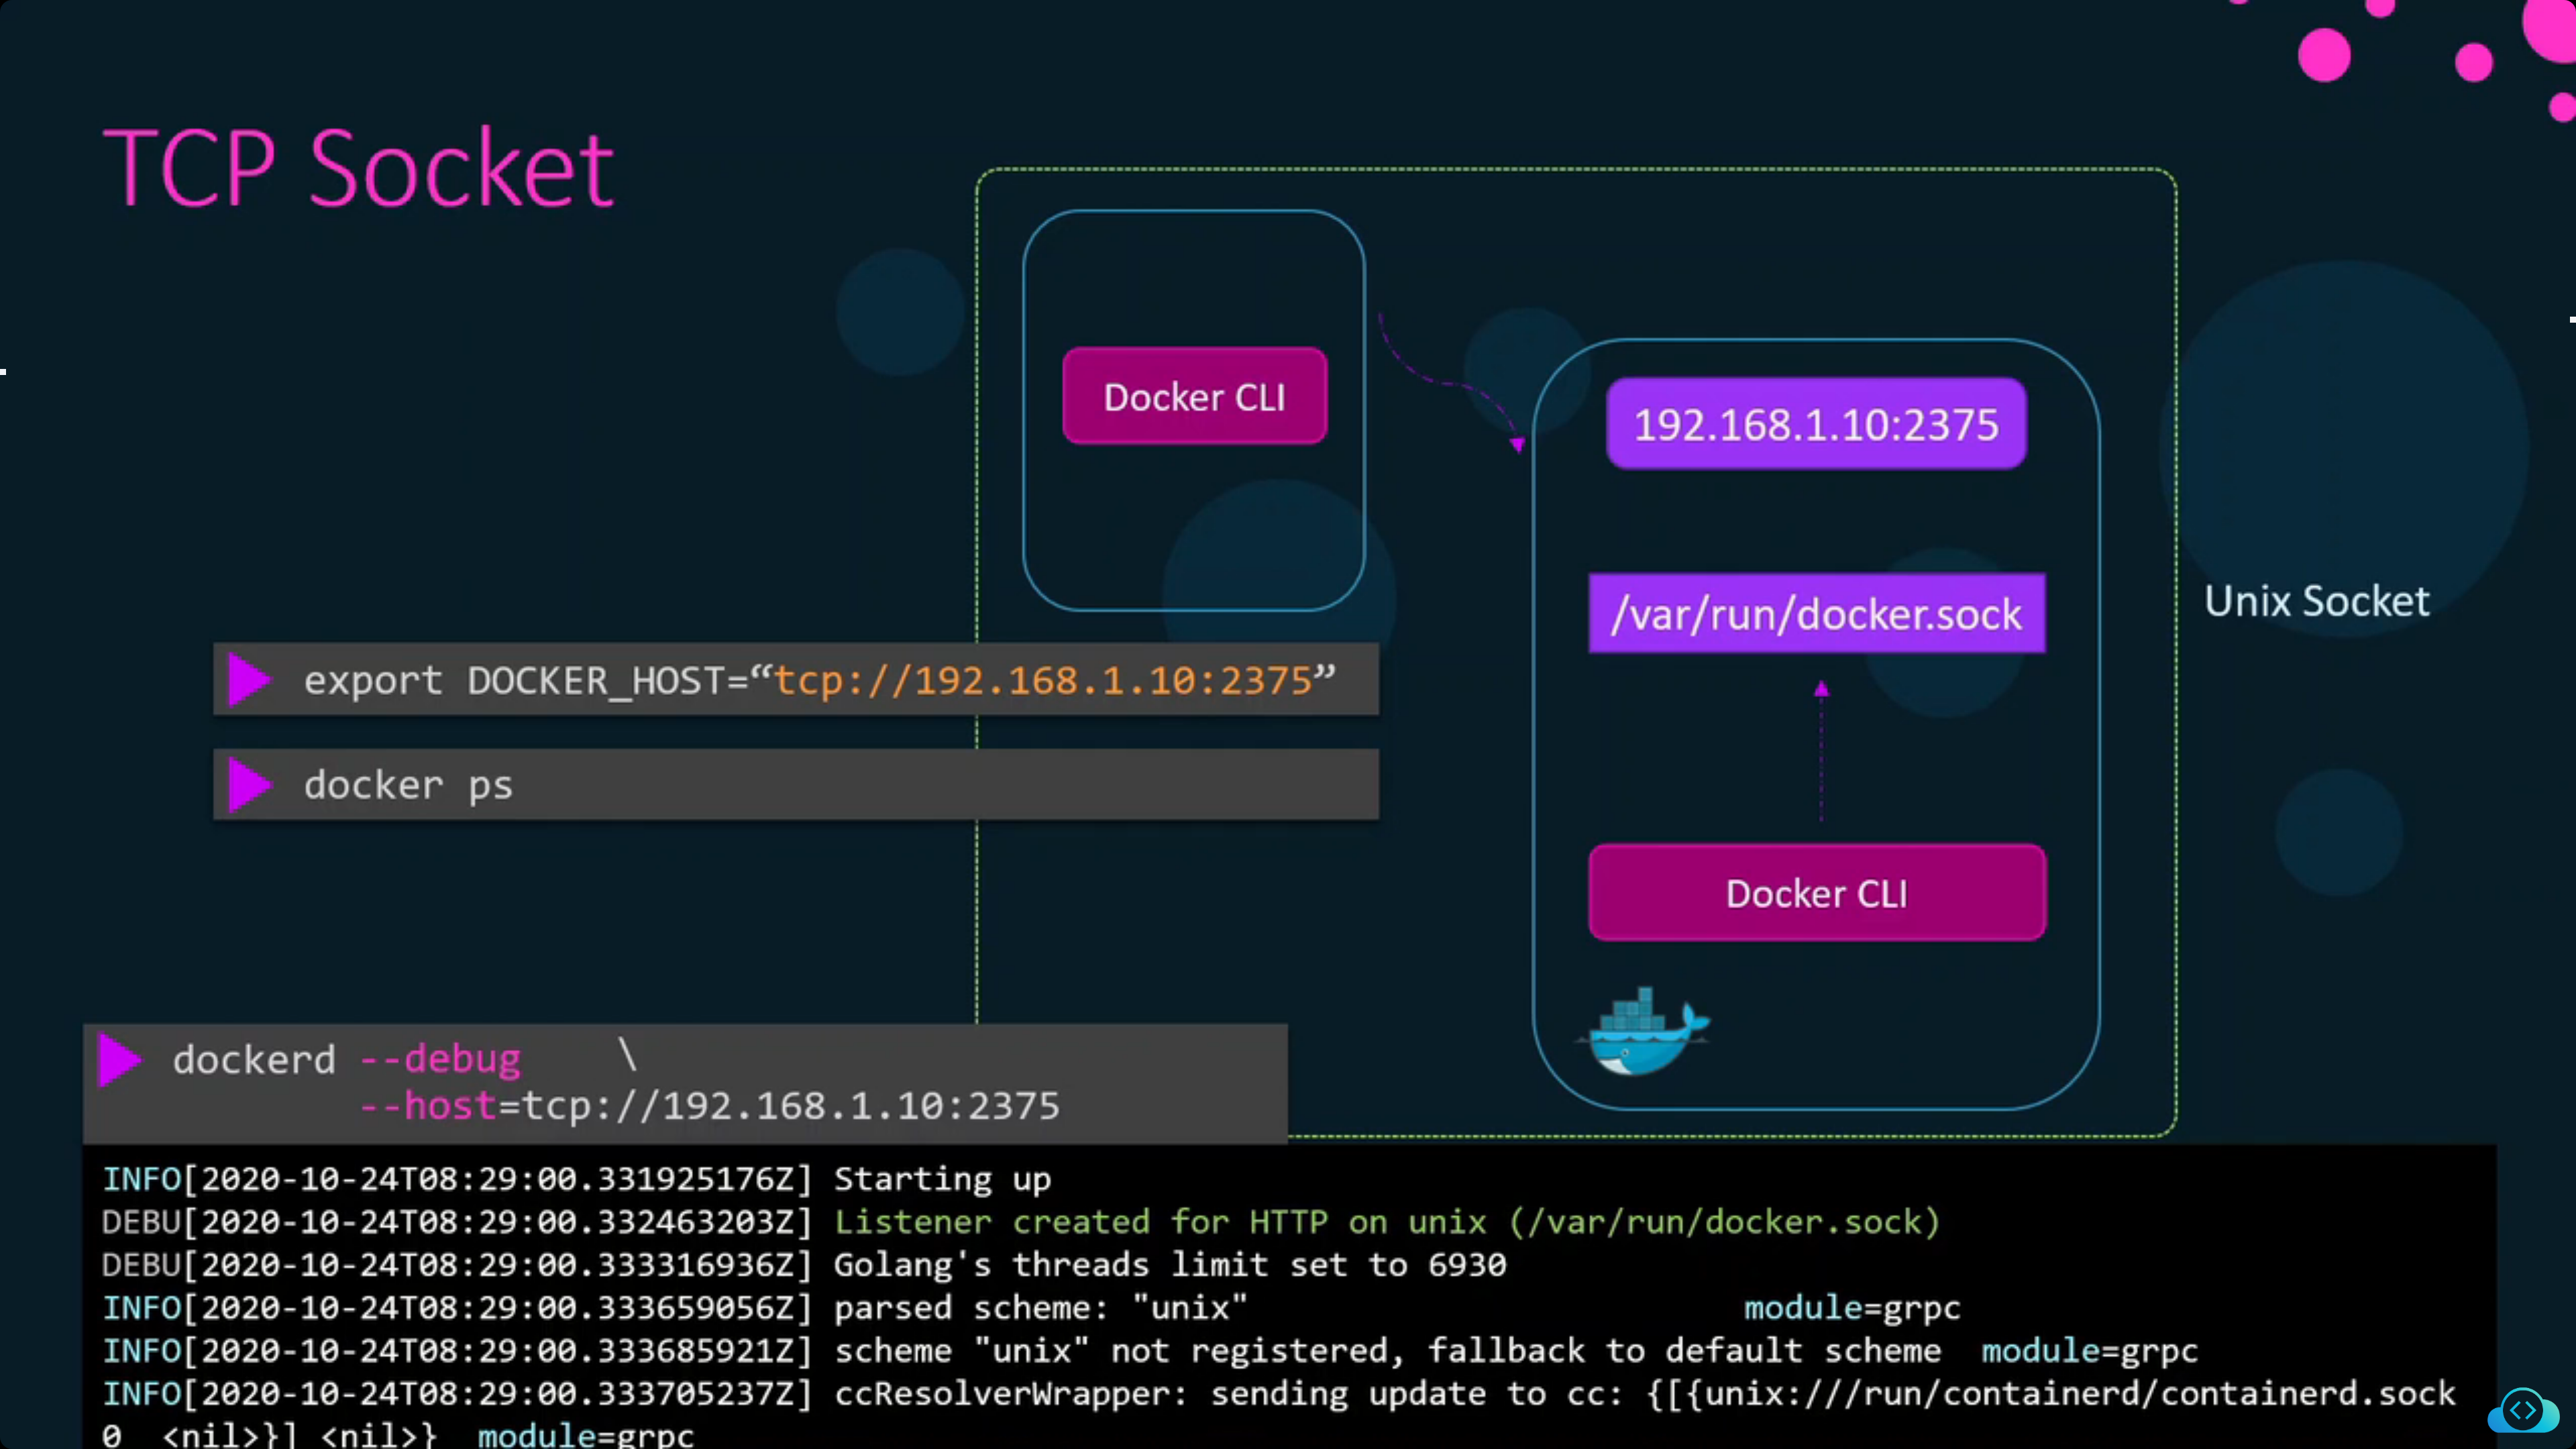 TCP Socket
Docker CLI
192.168.1.10:2375
/var/run/docker.sock
Unix Socket
export DOCKER_HOST=“tcp://192.168.1.10:2375”
docker ps
Docker CLI
dockerd --debug \
--host=tcp://192.168.1.10:2375
INFO[2020-10-24T08:29:00.331925176Z] Starting up
DEBU[2020-10-24T08:29:00.332463203Z] Listener created for HTTP on unix (/var/run/docker.sock)
DEBU[2020-10-24T08:29:00.333316936Z] Golang's threads limit set to 6930
INFO[2020-10-24T08:29:00.333659056Z] parsed scheme: "unix" module=grpc
INFO[2020-10-24T08:29:00.333685921Z] scheme "unix" not registered, fallback to default scheme module=grpc
INFO[2020-10-24T08:29:00.333705237Z] ccResolverWrapper: sending update to cc: {[{unix:///run/containerd/containerd.sock
0 <nil>}] <nil>} module=grpc